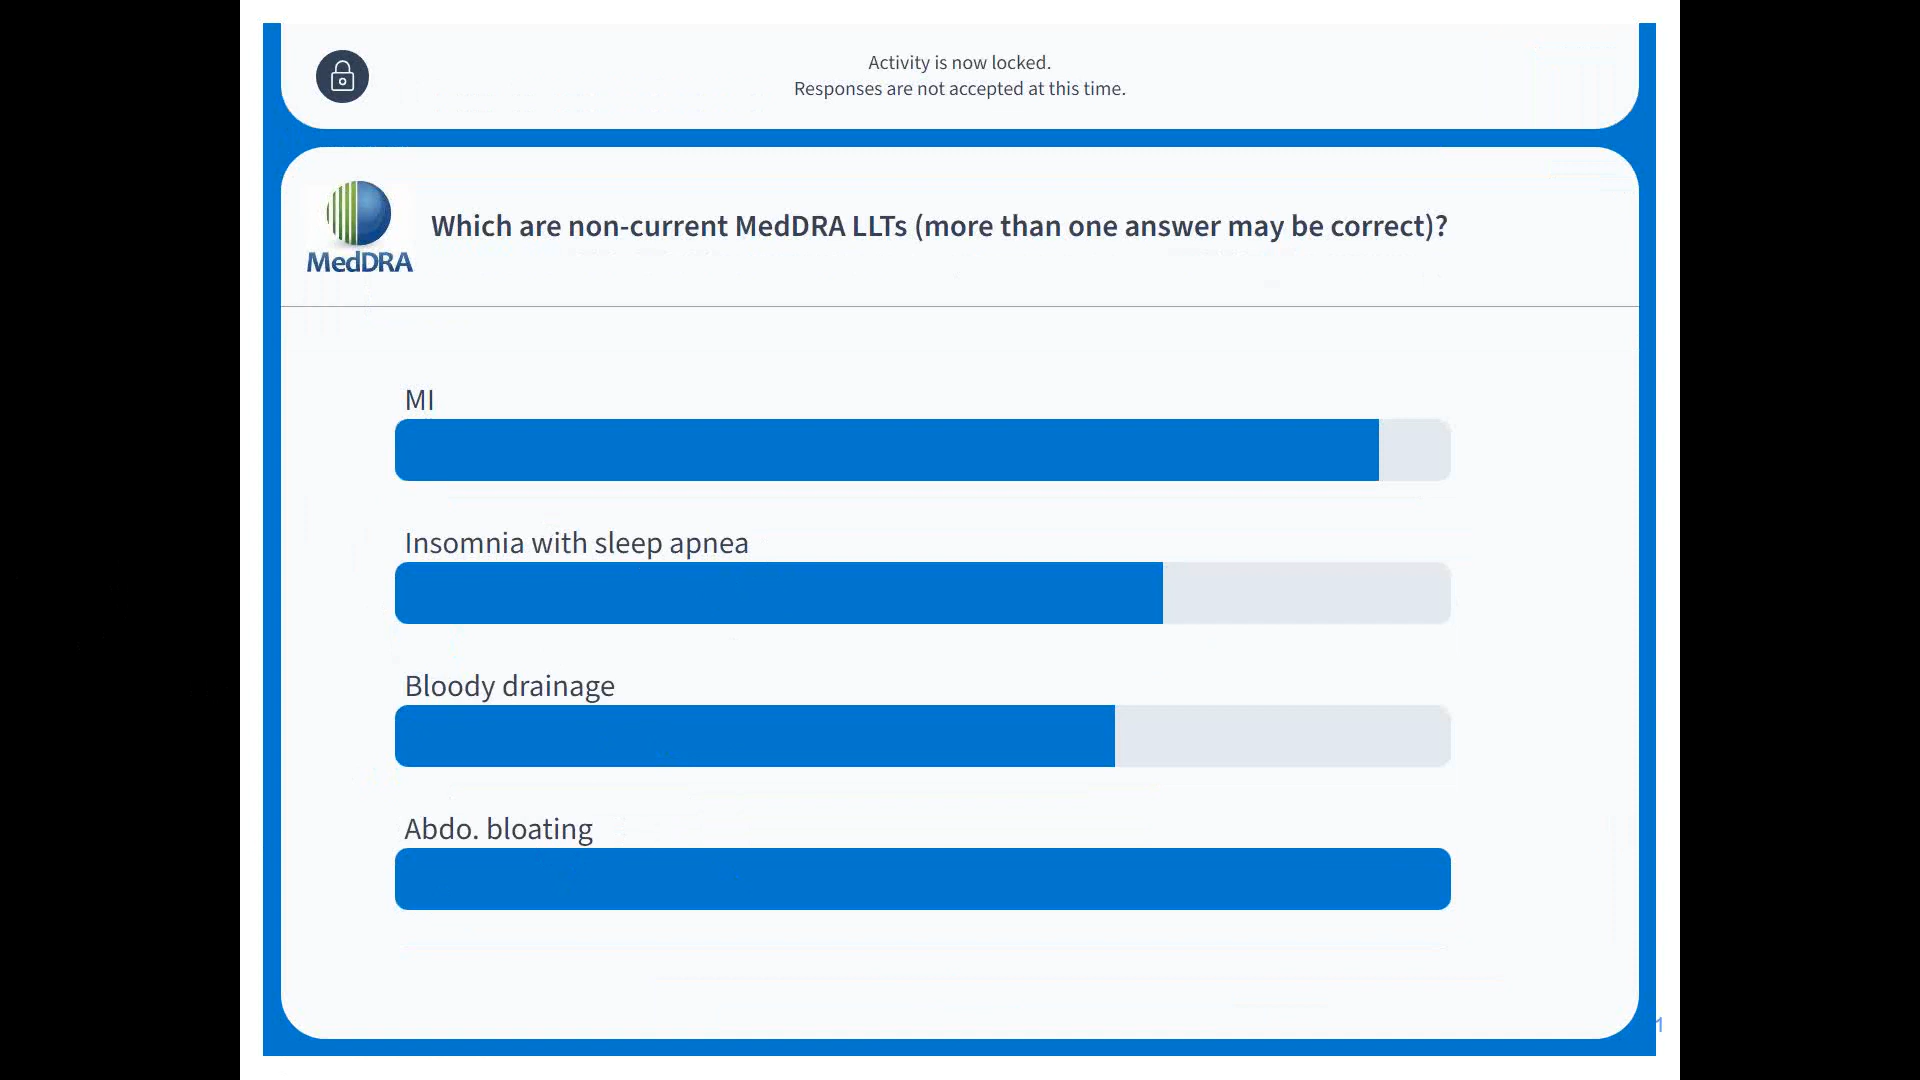 Activity is now locked.
Responses are not accepted at this time.
MedDRA
Which are non-current MedDRA LLTs (more than one answer may be correct)?
MI
Insomnia with sleep apnea
Bloody drainage
Abdo. bloating
1